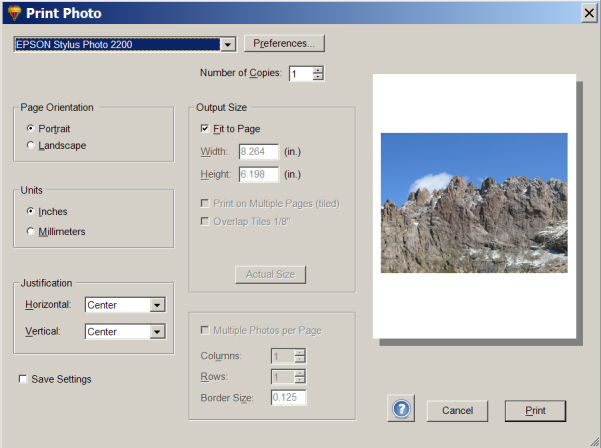 Print Photo
EPSON Stylus Photo 2200
Preferences...
Number of Copies: 1
Page Orientation
Portrait
Landscape
Units
Inches
Millimeters
Justification
Horizontal: Center
Vertical: Center
Save Settings
Output Size
Fit to Page
Width: 8.264 (in.)
Height: 6.198 (in.)
Print on Multiple Pages (tiled)
Overlap Tiles 1/8"
Actual Size
Multiple Photos per Page
Columns: 1
Rows: 1
Border Size: 0.125
?
Cancel
Print